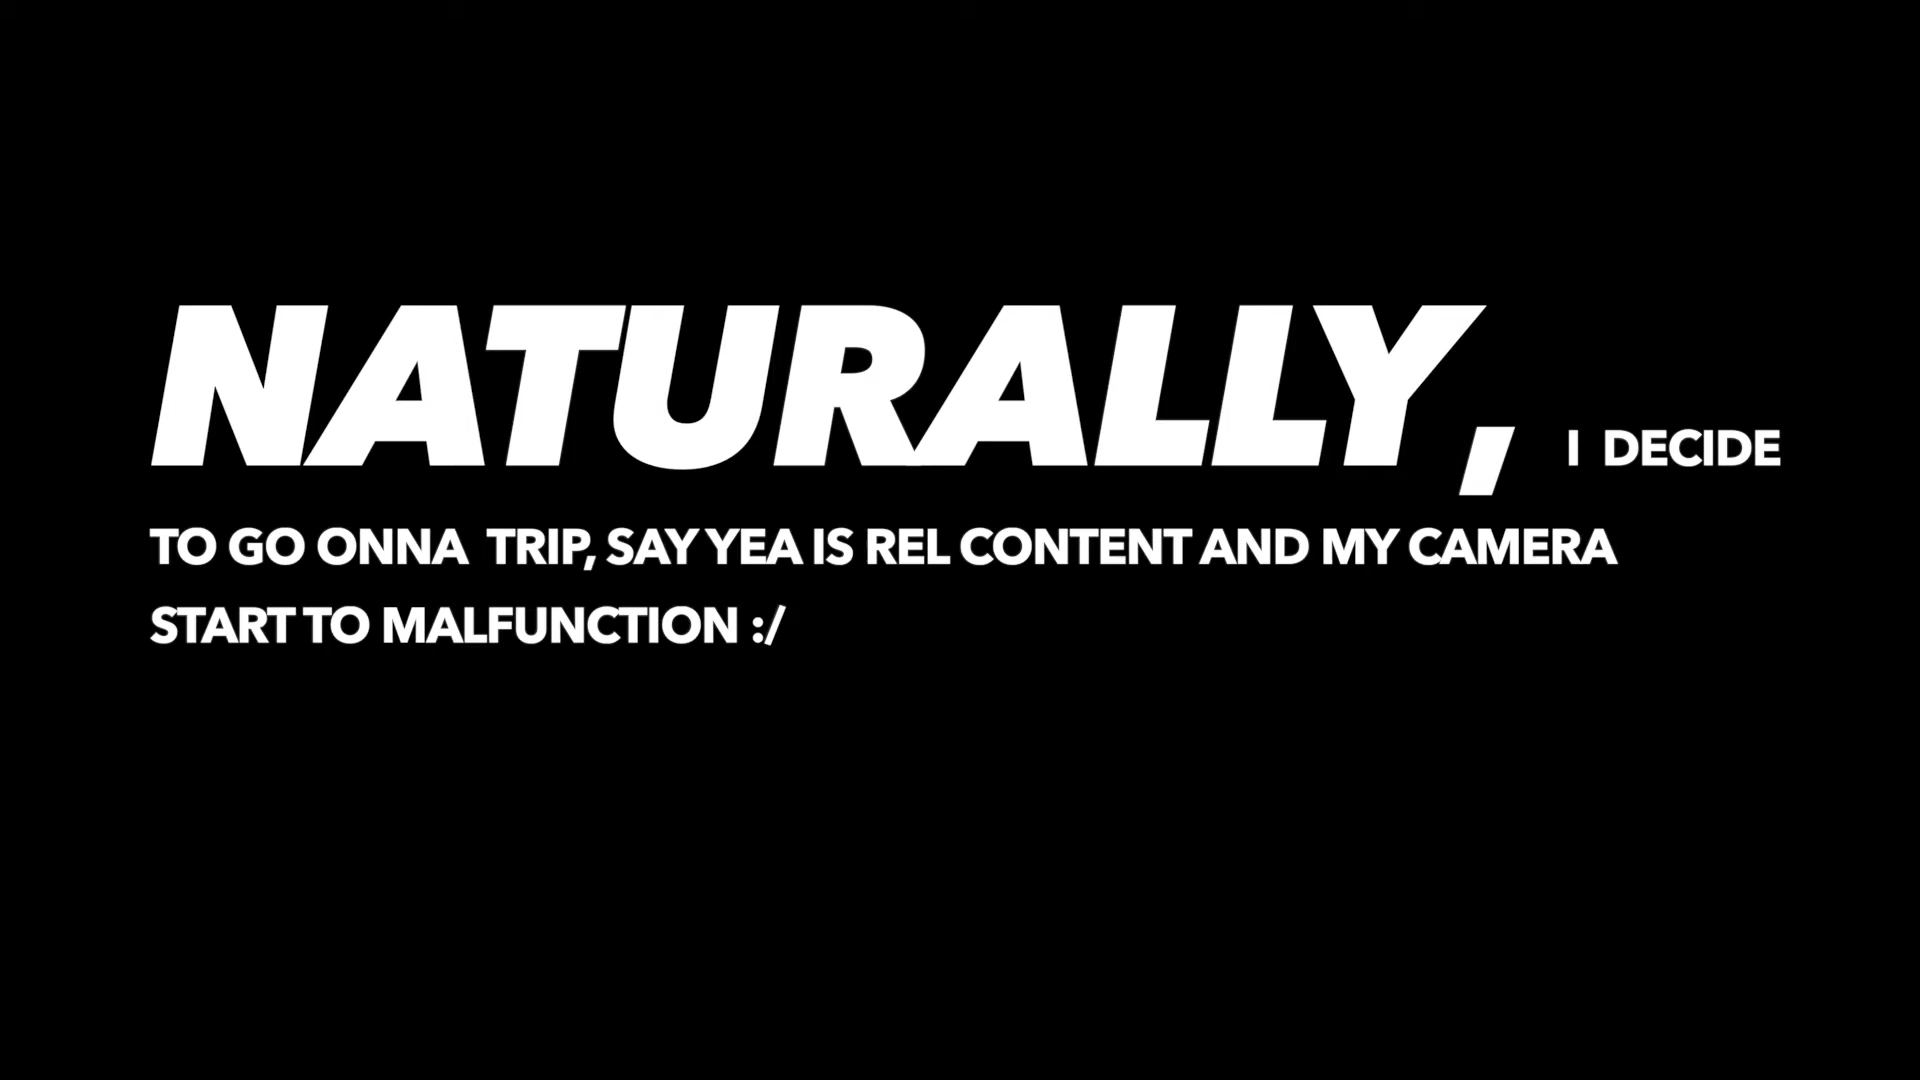 NATURALLY, I DECIDE
TO GO ONNA TRIP, SAY YEA IS REL CONTENT AND MY CAMERA
START TO MALFUNCTION :/